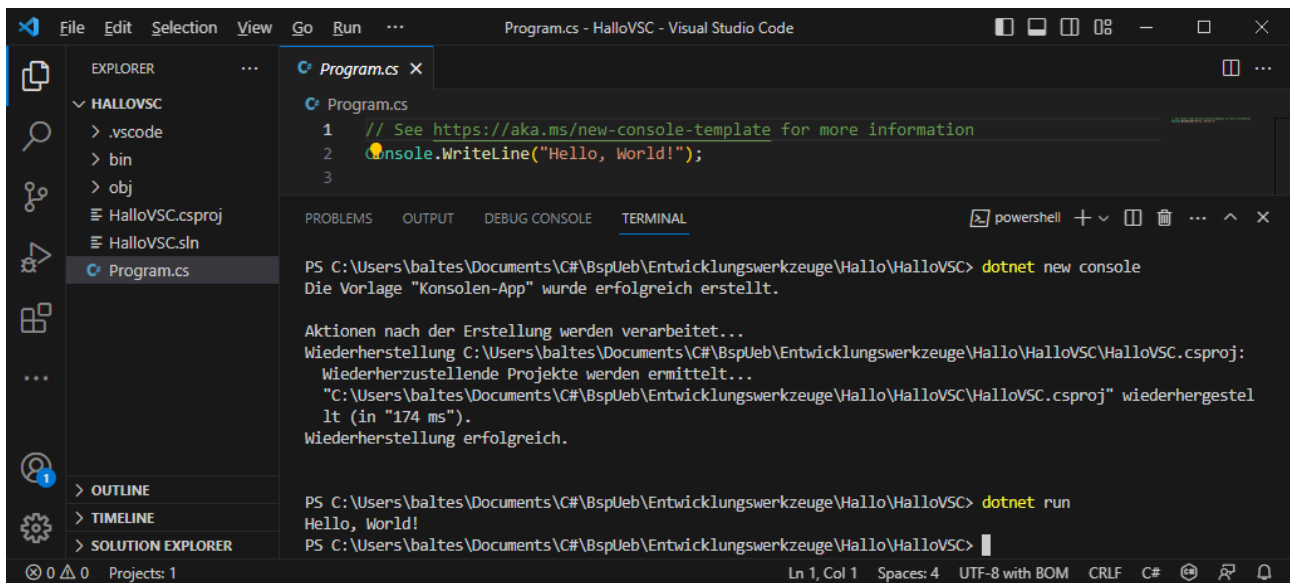 File Edit Selection View Go Run ··· Program.cs - HalloVSC - Visual Studio Code
EXPLORER ···
HALLOVSC
.vscode
bin
obj
HalloVSC.csproj
HalloVSC.sln
Program.cs
OUTLINE
TIMELINE
SOLUTION EXPLORER
Program.cs
Program.cs
1 // See https://aka.ms/new-console-template for more information
2 Console.WriteLine("Hello, World!");
3
PROBLEMS OUTPUT DEBUG CONSOLE TERMINAL powershell
PS C:\Users\baltes\Documents\C#\BspUeb\Entwicklungswerkzeuge\Hallo\HalloVSC> dotnet new console
Die Vorlage "Konsolen-App" wurde erfolgreich erstellt.
Aktionen nach der Erstellung werden verarbeitet...
Wiederherstellung C:\Users\baltes\Documents\C#\BspUeb\Entwicklungswerkzeuge\Hallo\HalloVSC\HalloVSC.csproj:
Wiederherzustellende Projekte werden ermittelt...
"C:\Users\baltes\Documents\C#\BspUeb\Entwicklungswerkzeuge\Hallo\HalloVSC\HalloVSC.csproj" wiederhergestel
lt (in "174 ms").
Wiederherstellung erfolgreich.
PS C:\Users\baltes\Documents\C#\BspUeb\Entwicklungswerkzeuge\Hallo\HalloVSC> dotnet run
Hello, World!
PS C:\Users\baltes\Documents\C#\BspUeb\Entwicklungswerkzeuge\Hallo\HalloVSC>
1
0 0 Projects: 1 Ln 1, Col 1 Spaces: 4 UTF-8 with BOM CRLF C#